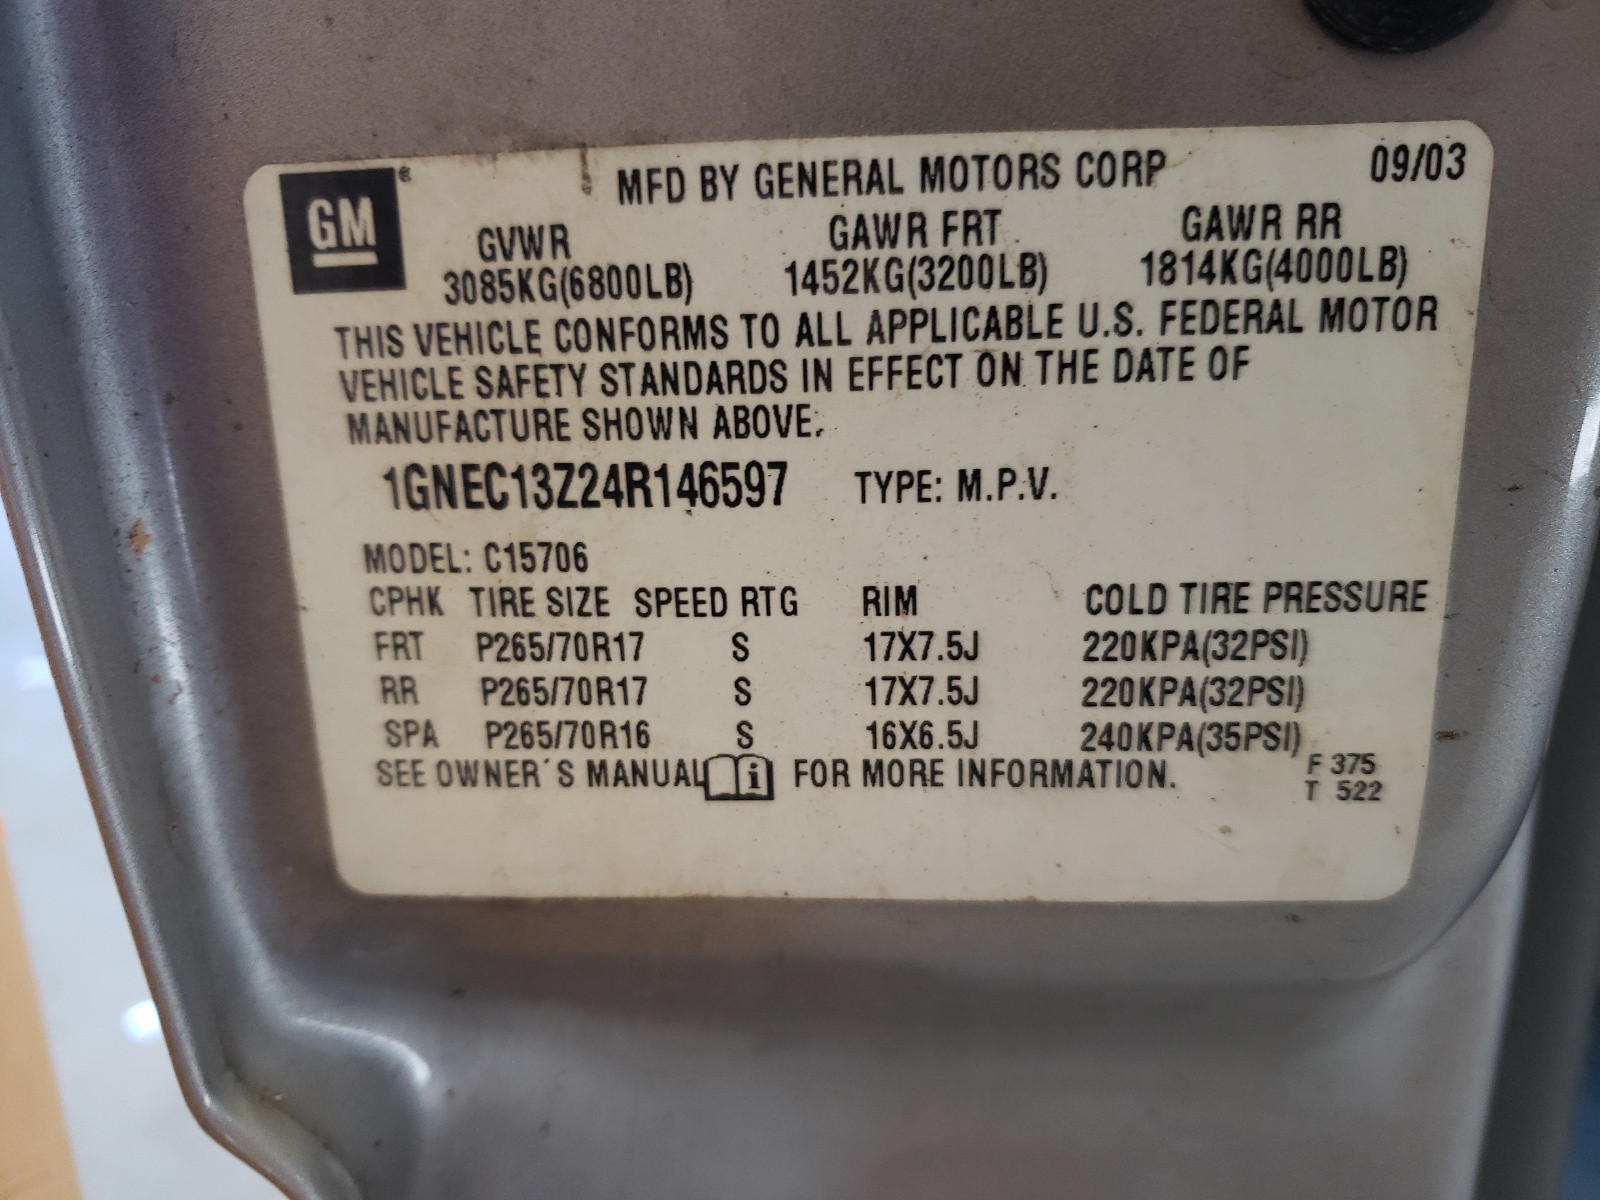 GM® MFD BY GENERAL MOTORS CORP 09/03
GVWR GAWR FRT GAWR RR
3085KG(6800LB) 1452KG(3200LB) 1814KG(4000LB)
THIS VEHICLE CONFORMS TO ALL APPLICABLE U.S. FEDERAL MOTOR
VEHICLE SAFETY STANDARDS IN EFFECT ON THE DATE OF
MANUFACTURE SHOWN ABOVE.
1GNEC13Z24R146597 TYPE: M.P.V.
MODEL: C15706
CPHK TIRE SIZE SPEED RTG RIM COLD TIRE PRESSURE
FRT P265/70R17 S 17X7.5J 220KPA(32PSI)
RR P265/70R17 S 17X7.5J 220KPA(32PSI)
SPA P265/70R16 S 16X6.5J 240KPA(35PSI)
SEE OWNER´S MANUAL i FOR MORE INFORMATION. F 375
T 522